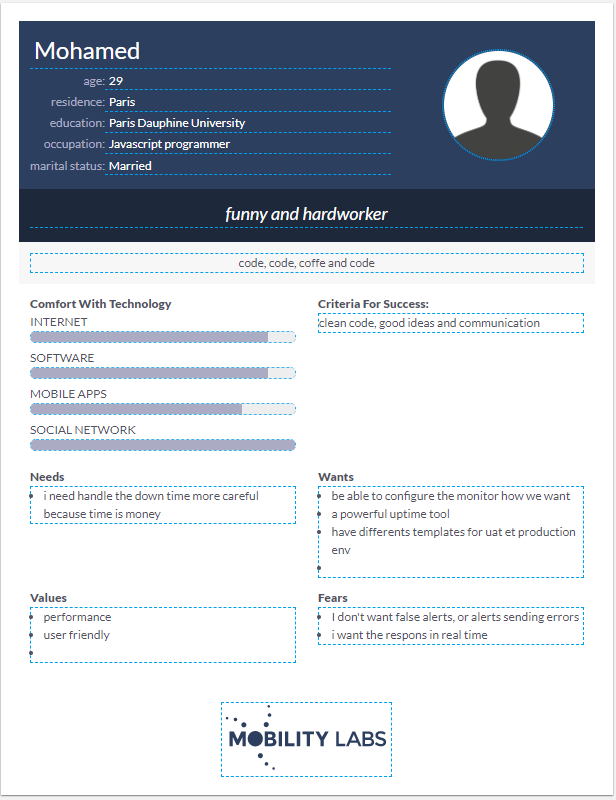 Mohamed
age: 29
residence: Paris
education: Paris Dauphine University
occupation: Javascript programmer
marital status: Married
funny and hardworker
code, code, coffe and code
Comfort With Technology
INTERNET
SOFTWARE
MOBILE APPS
SOCIAL NETWORK
Criteria For Success:
clean code, good ideas and communication
Needs
i need handle the down time more careful
because time is money
Wants
be able to configure the monitor how we want
a powerful uptime tool
have differents templates for uat et production
env
Values
performance
user friendly
Fears
I don't want false alerts, or alerts sending errors
i want the respons in real time
MOBILITY LABS